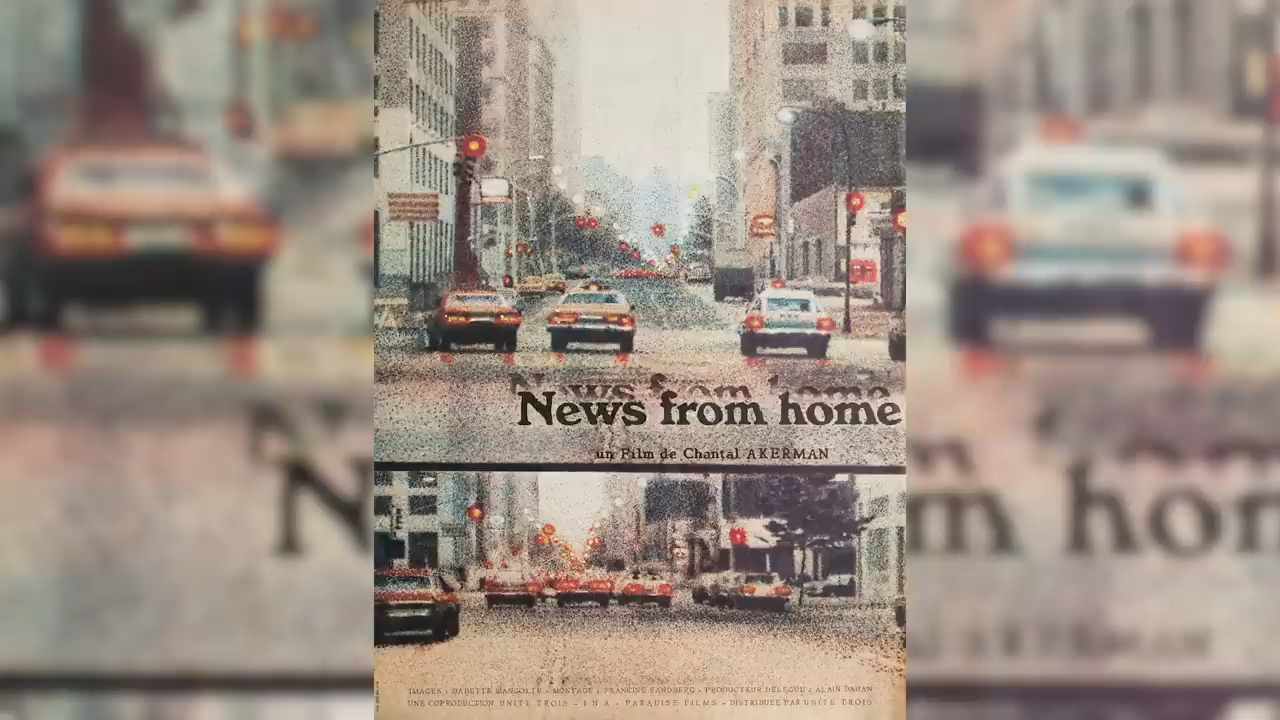 News from home
un Film de Chantal AKERMAN
IMAGES : BABETTE MANGOLTE - MONTAGE : FRANCINE SANDBERG - PRODUCTEUR DELEGUE : ALAIN DAHAN
UNE COPRODUCTION UNITE TROIS - I N A - PARADISE FILMS - DISTRIBUEE PAR UNITE TROIS